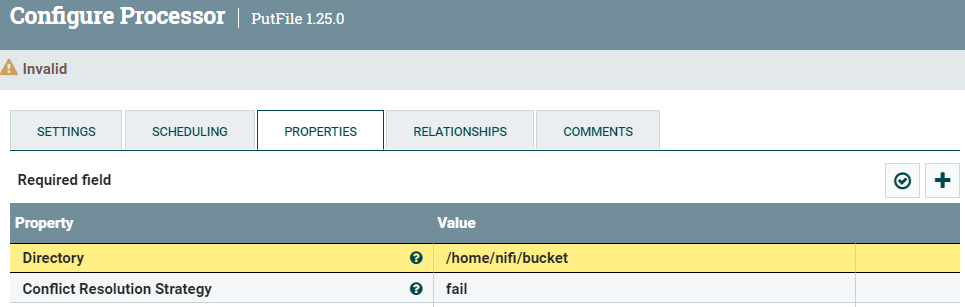 Configure Processor | PutFile 1.25.0
Invalid
SETTINGS SCHEDULING PROPERTIES RELATIONSHIPS COMMENTS
Required field
Property Value
Directory ? /home/nifi/bucket
Conflict Resolution Strategy ? fail